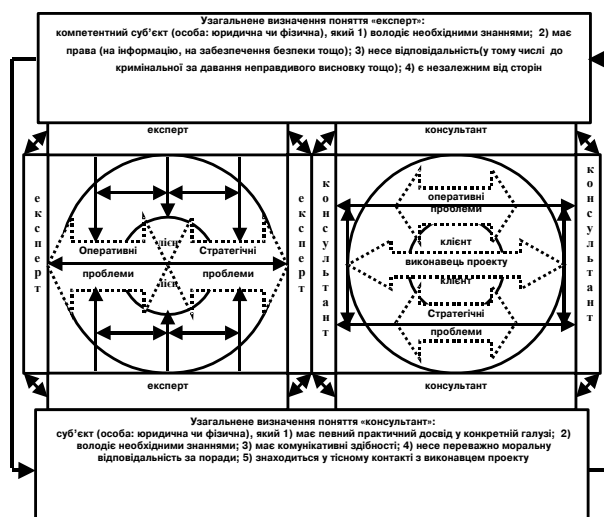 Узагальнене визначення поняття «експерт»:
компетентний суб’єкт (особа: юридична чи фізична), який 1) володіє необхідними знаннями; 2) має
права (на інформацію, на забезпечення безпеки тощо); 3) несе відповідальність(у тому числі до
кримінальної за давання неправдивого висновку тощо); 4) є незалежним від сторін
експерт
консультант
експерт
експерт
консультант
консультант
Оперативні
Стратегічні
проблеми
проблеми
оперативні
проблеми
клієнт
виконавець проекту
клієнт
Стратегічні
проблеми
експерт
консультант
Узагальнене визначення поняття «консультант»:
суб’єкт (особа: юридична чи фізична), який 1) має певний практичний досвід у конкретній галузі; 2)
володіє необхідними знаннями; 3) має комунікативні здібності; 4) несе переважно моральну
відповідальність за поради; 5) знаходиться у тісному контакті з виконавцем проекту